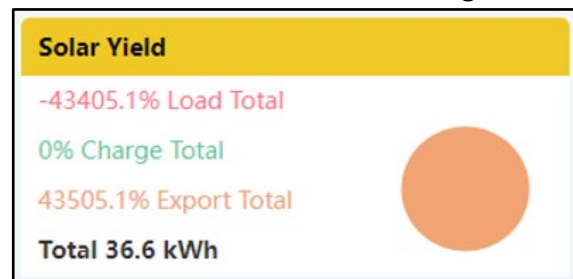 Solar Yield
-43405.1% Load Total
0% Charge Total
43505.1% Export Total
Total 36.6 kWh